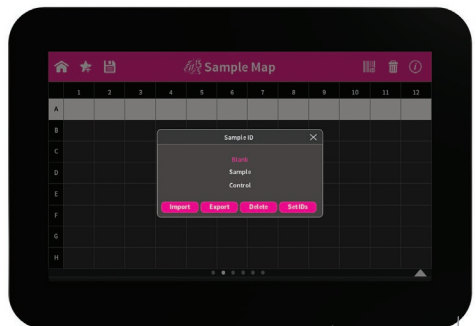 Sample Map
1 2 3 4 5 6 7 8 9 10 11 12
A
B
Sample ID
C
Blank
D
Sample
Control
E
Import Export Delete Set IDs
F
G
H